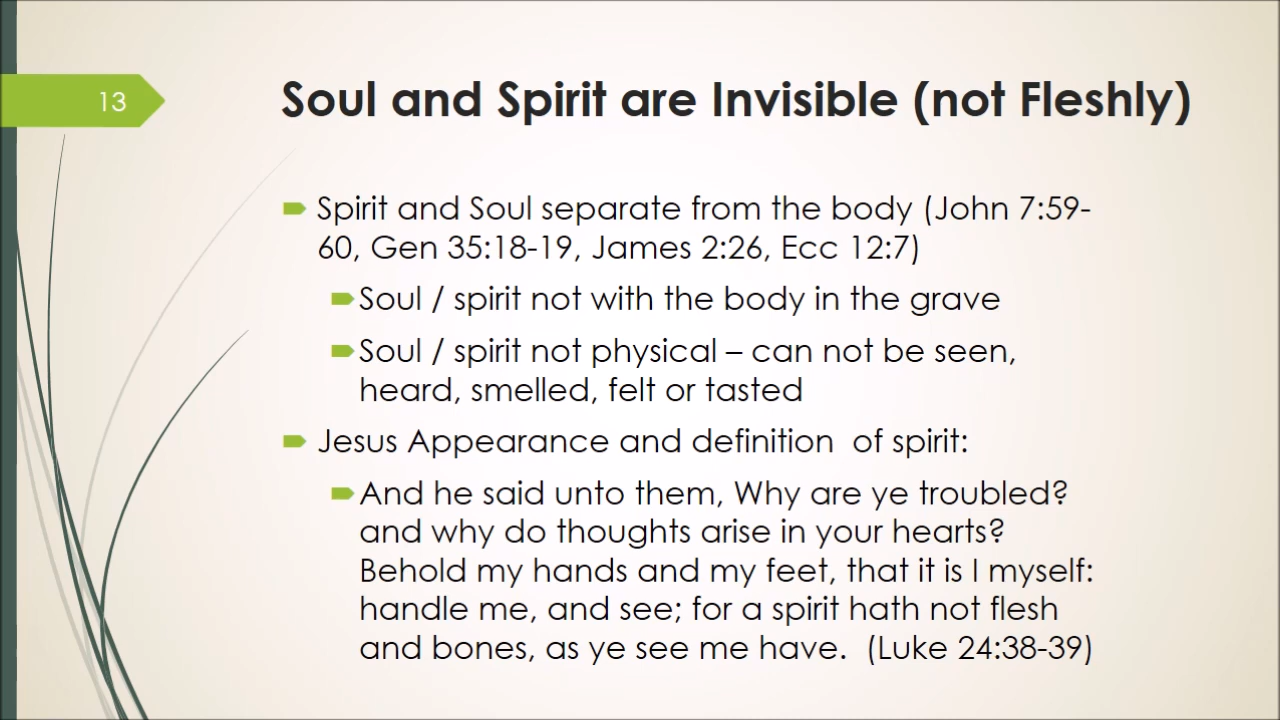 13
Soul and Spirit are Invisible (not Fleshly)
Spirit and Soul separate from the body (John 7:59-
60, Gen 35:18-19, James 2:26, Ecc 12:7)
Soul / spirit not with the body in the grave
Soul / spirit not physical – can not be seen,
heard, smelled, felt or tasted
Jesus Appearance and definition  of spirit:
And he said unto them, Why are ye troubled?
and why do thoughts arise in your hearts?
Behold my hands and my feet, that it is I myself:
handle me, and see; for a spirit hath not flesh
and bones, as ye see me have.  (Luke 24:38-39)